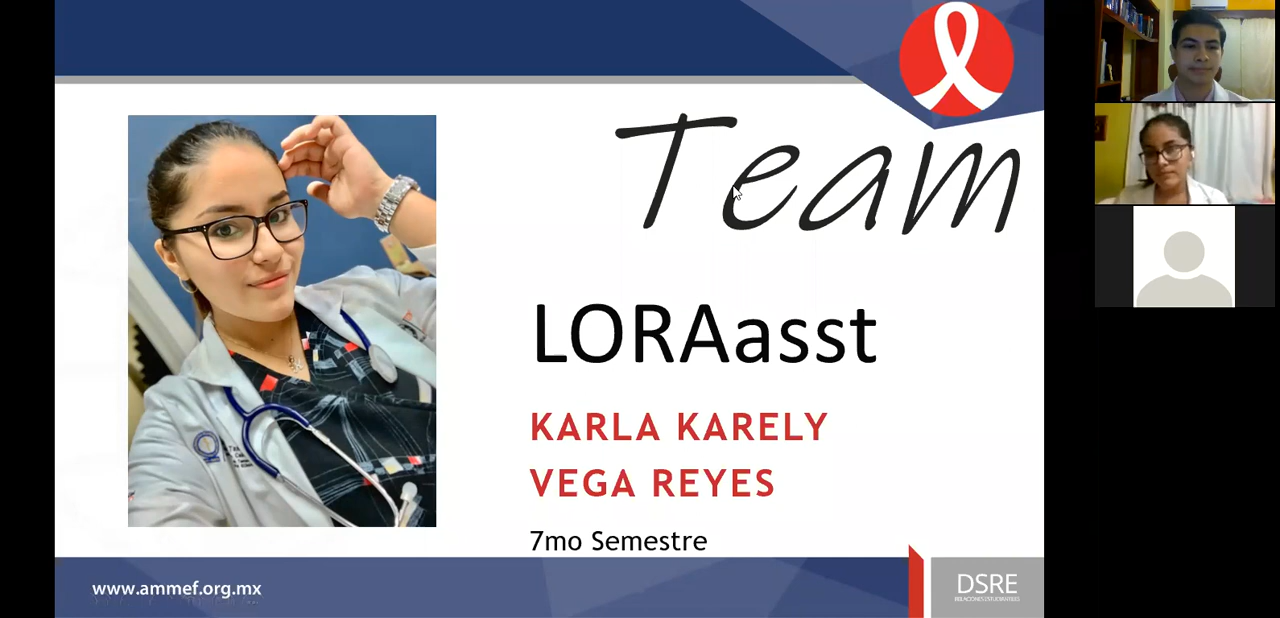 Team
LORAasst
KARLA KARELY
VEGA REYES
7mo Semestre
www.ammef.org.mx
DSRE